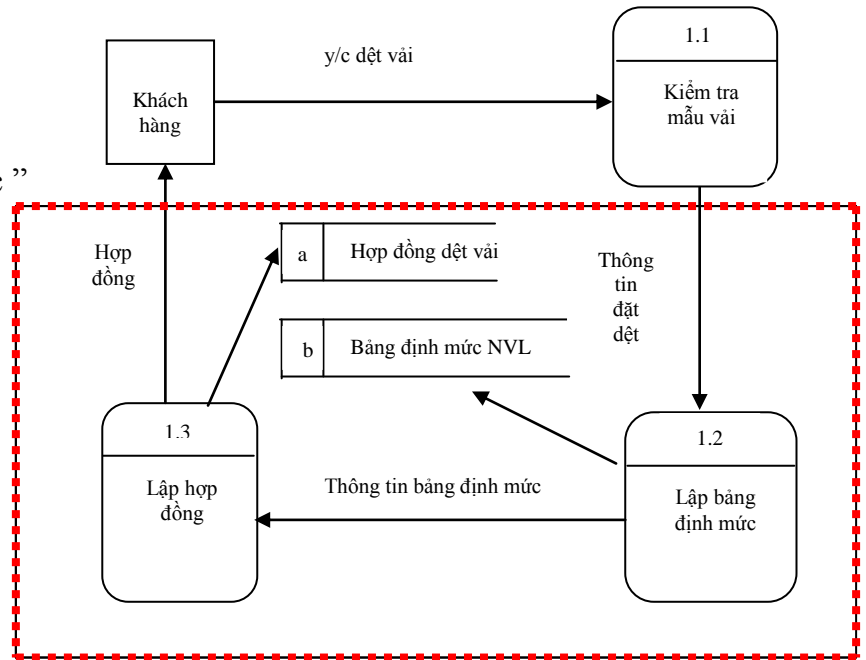 1.1
y/c dệt vải
Kiểm tra
mẫu vải
Khách
hàng
c ”
Hợp
đồng
a
Hợp đồng dệt vải
Thông
tin
đặt
dệt
b
Bảng định mức NVL
1.3
1.2
Lập hợp
đồng
Thông tin bảng định mức
Lập bảng
định mức